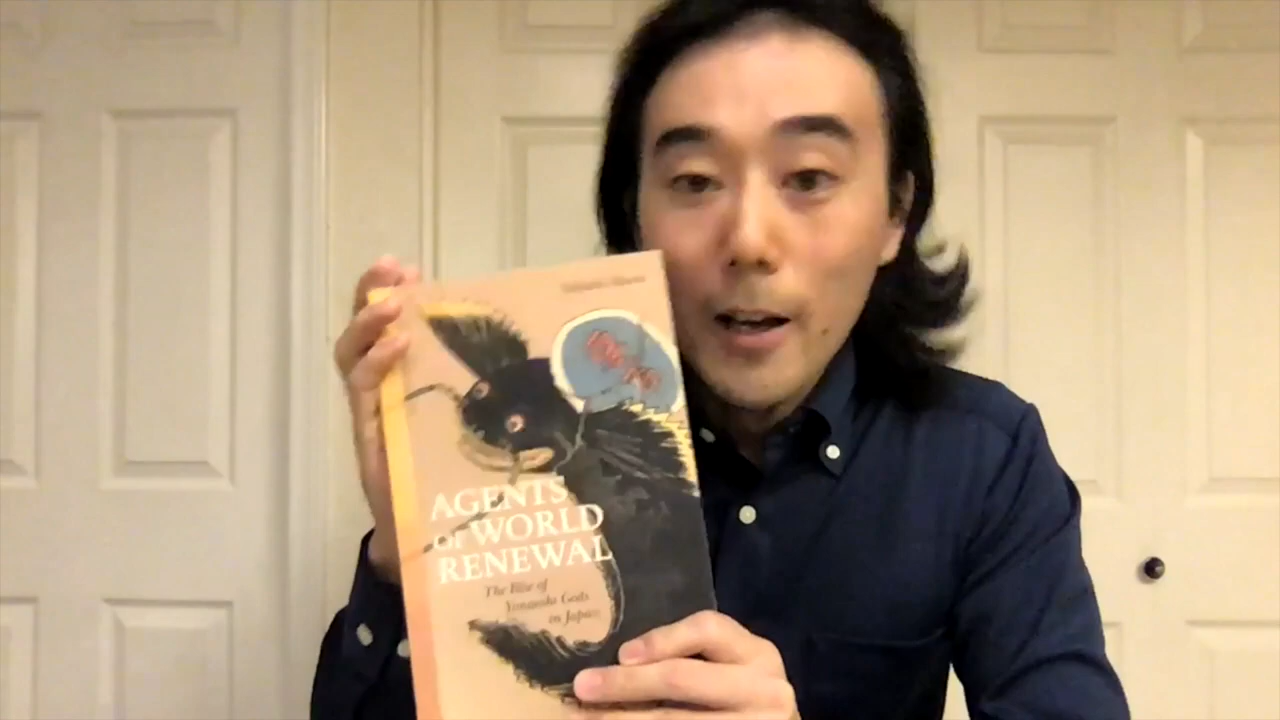 AGENTS
OF WORLD
RENEWAL
The Rise of
Yonaoshi Gods
in Japan